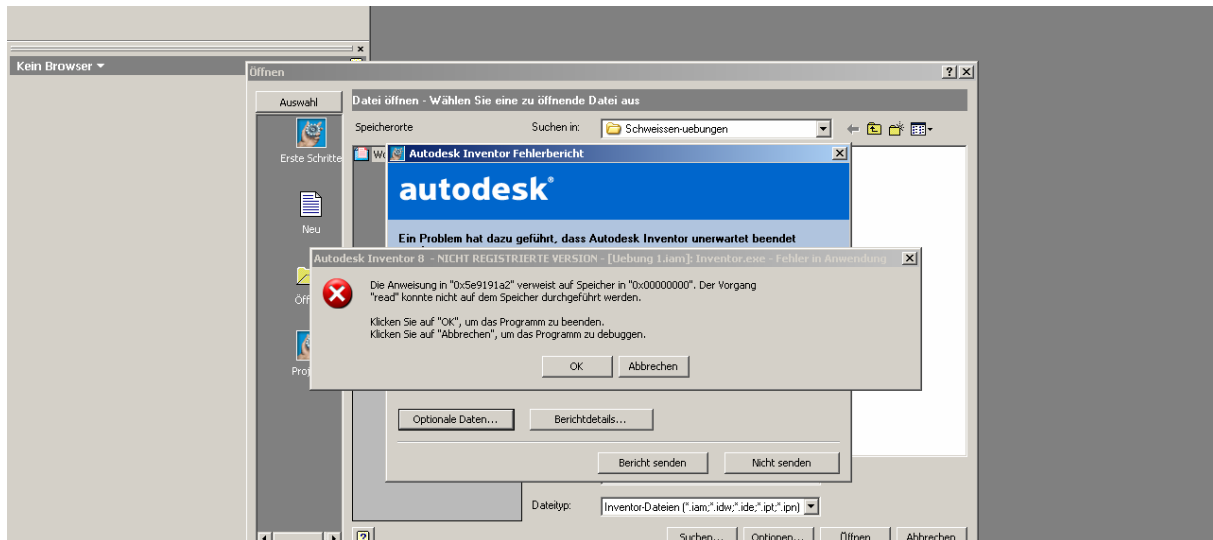 Kein Browser
Öffnen
Auswahl
Datei öffnen - Wählen Sie eine zu öffnende Datei aus
Speicherorte
Suchen in:
Schweissen-uebungen
Erste Schritte
Autodesk Inventor Fehlerbericht
autodesk®
Neu
Ein Problem hat dazu geführt, dass Autodesk Inventor unerwartet beendet
Autodesk Inventor 8 - NICHT REGISTRIERTE VERSION - [Uebung 1.iam]: Inventor.exe - Fehler in Anwendung
Die Anweisung in "0x5e9191a2" verweist auf Speicher in "0x00000000". Der Vorgang
"read" konnte nicht auf dem Speicher durchgeführt werden.
Klicken Sie auf "OK", um das Programm zu beenden.
Klicken Sie auf "Abbrechen", um das Programm zu debuggen.
OK
Abbrechen
Optionale Daten...
Berichtdetails...
Bericht senden
Nicht senden
Dateityp:
Inventor-Dateien (*.iam;*.idw;*.ide;*.ipt;*.ipn)
Suchen...
Optionen...
Öffnen
Abbrechen